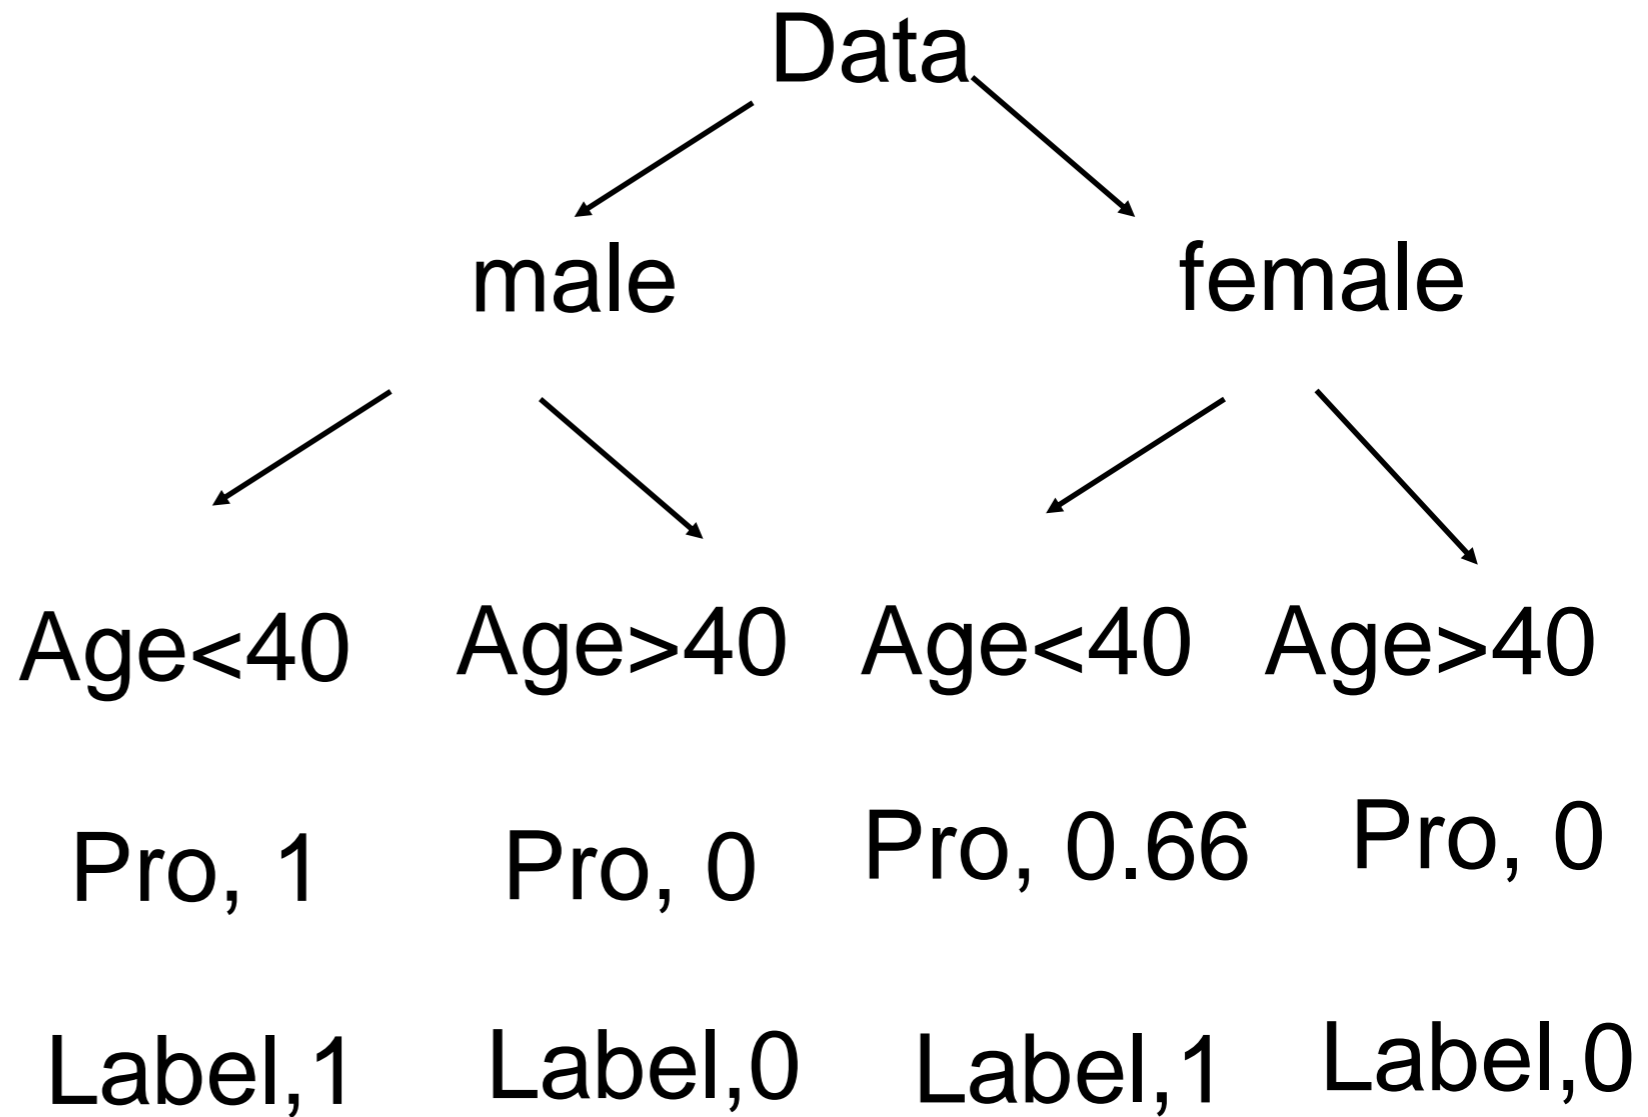 Data
male female
Age<40 Age>40 Age<40 Age>40
Pro, 1 Pro, 0 Pro, 0.66 Pro, 0
Label,1 Label,0 Label,1 Label,0